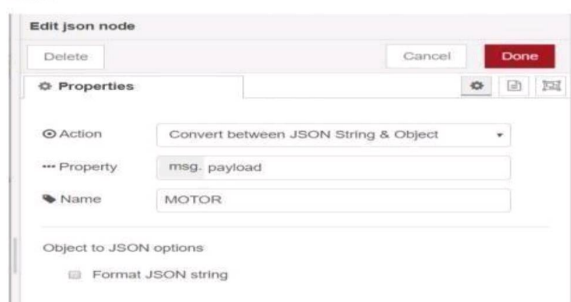 Edit json node
Delete Cancel Done
Properties
Action Convert between JSON String & Object
Property msg. payload
Name MOTOR
Object to JSON options
Format JSON string